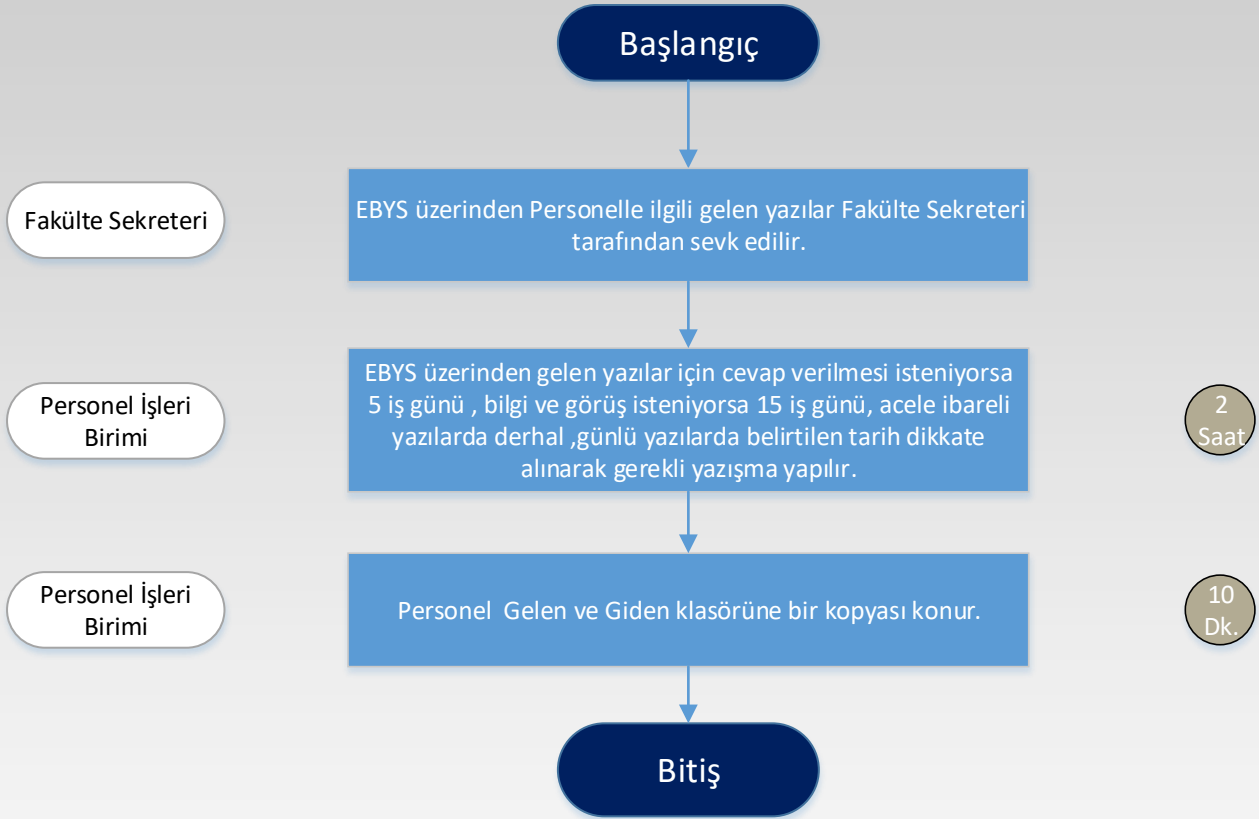 Başlangıç
Fakülte Sekreteri
EBYS üzerinden Personelle ilgili gelen yazılar Fakülte Sekreteri
tarafından sevk edilir.
Personel İşleri
Birimi
EBYS üzerinden gelen yazılar için cevap verilmesi isteniyorsa
5 iş günü , bilgi ve görüş isteniyorsa 15 iş günü, acele ibareli
yazılarda derhal ,günlü yazılarda belirtilen tarih dikkate
alınarak gerekli yazışma yapılır.
2
Saat
Personel İşleri
Birimi
Personel  Gelen ve Giden klasörüne bir kopyası konur.
10
Dk.
Bitiş